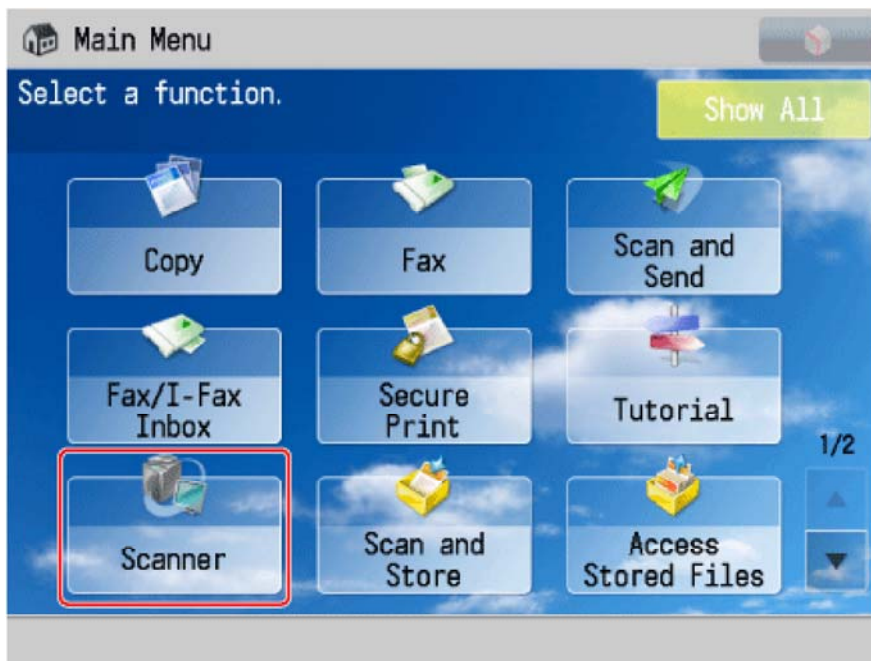 Main Menu
Select a function.
Show All
Copy
Fax
Scan and
Send
Fax/I-Fax
Inbox
Secure
Print
Tutorial
1/2
Scanner
Scan and
Store
Access
Stored Files